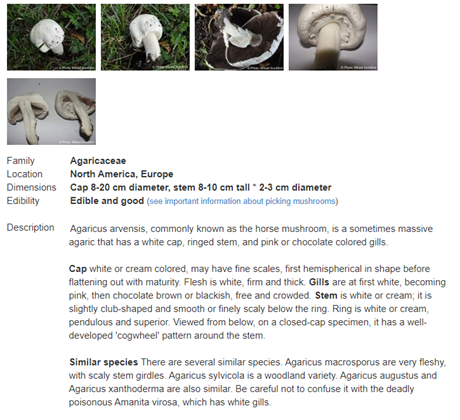 Family Agaricaceae
Location North America, Europe
Dimensions Cap 8-20 cm diameter, stem 8-10 cm tall * 2-3 cm diameter
Edibility Edible and good (see important information about picking mushrooms)
Description Agaricus arvensis, commonly known as the horse mushroom, is a sometimes massive
agaric that has a white cap, ringed stem, and pink or chocolate colored gills.
Cap white or cream colored, may have fine scales, first hemispherical in shape before
flattening out with maturity. Flesh is white, firm and thick. Gills are at first white, becoming
pink, then chocolate brown or blackish, free and crowded. Stem is white or cream; it is
slightly club-shaped and smooth or finely scaly below the ring. Ring is white or cream,
pendulous and superior. Viewed from below, on a closed-cap specimen, it has a well-
developed 'cogwheel' pattern around the stem.
Similar species There are several similar species. Agaricus macrosporus are very fleshy,
with scaly stem girdles. Agaricus sylvicola is a woodland variety. Agaricus augustus and
Agaricus xanthoderma are also similar. Be careful not to confuse it with the deadly
poisonous Amanita virosa, which has white gills.